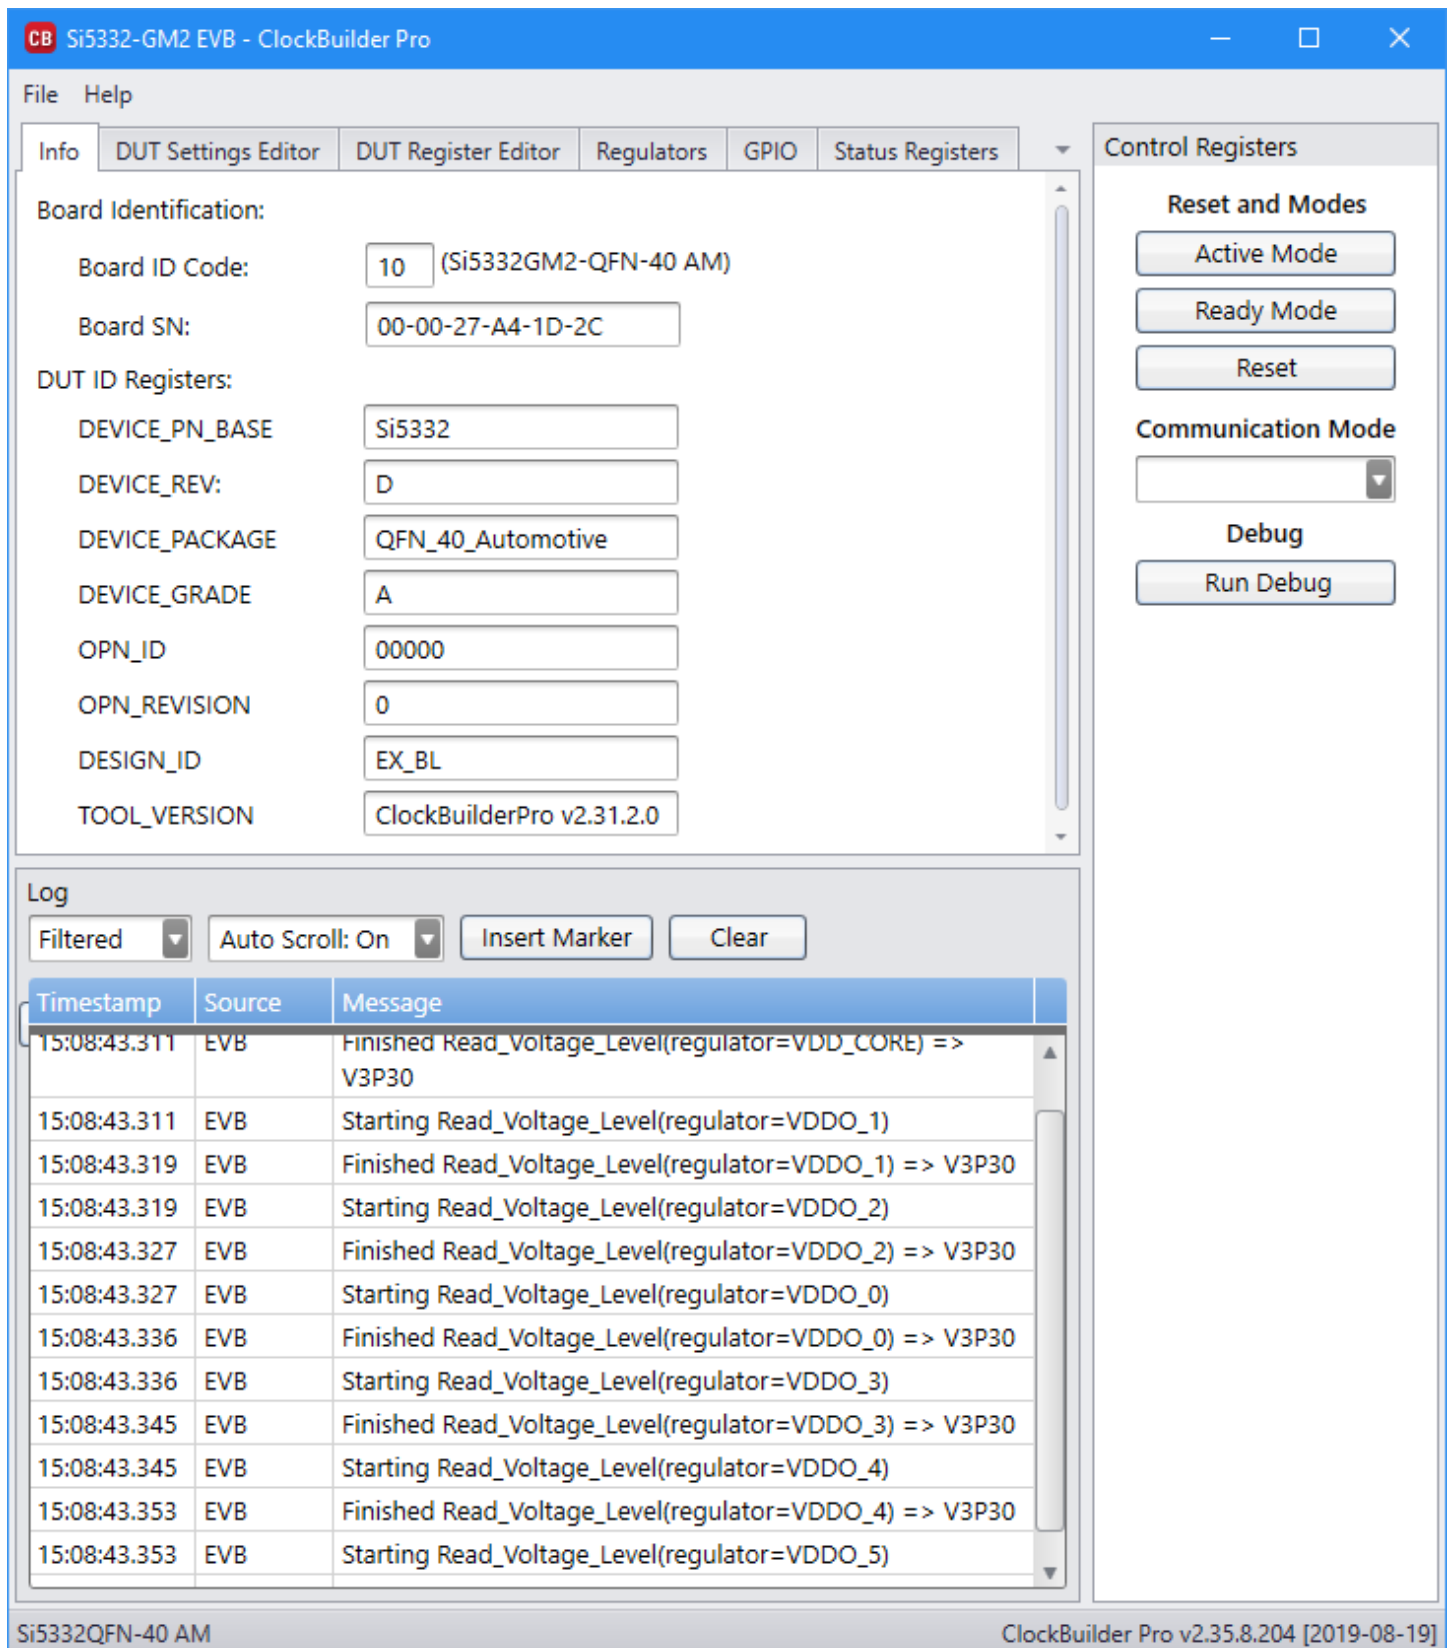 CB Si5332-GM2 EVB - ClockBuilder Pro
File Help
Info DUT Settings Editor DUT Register Editor Regulators GPIO Status Registers
Board Identification:
Board ID Code: 10 (Si5332GM2-QFN-40 AM)
Board SN: 00-00-27-A4-1D-2C
DUT ID Registers:
DEVICE_PN_BASE Si5332
DEVICE_REV: D
DEVICE_PACKAGE QFN_40_Automotive
DEVICE_GRADE A
OPN_ID 00000
OPN_REVISION 0
DESIGN_ID EX_BL
TOOL_VERSION ClockBuilderPro v2.31.2.0
Control Registers
Reset and Modes
Active Mode
Ready Mode
Reset
Communication Mode
Debug
Run Debug
Log
Filtered Auto Scroll: On Insert Marker Clear
Timestamp Source Message
15:08:43.311 EVB Finished Read_Voltage_Level(regulator=VDD_CORE) =>
V3P30
15:08:43.311 EVB Starting Read_Voltage_Level(regulator=VDDO_1)
15:08:43.319 EVB Finished Read_Voltage_Level(regulator=VDDO_1) => V3P30
15:08:43.319 EVB Starting Read_Voltage_Level(regulator=VDDO_2)
15:08:43.327 EVB Finished Read_Voltage_Level(regulator=VDDO_2) => V3P30
15:08:43.327 EVB Starting Read_Voltage_Level(regulator=VDDO_0)
15:08:43.336 EVB Finished Read_Voltage_Level(regulator=VDDO_0) => V3P30
15:08:43.336 EVB Starting Read_Voltage_Level(regulator=VDDO_3)
15:08:43.345 EVB Finished Read_Voltage_Level(regulator=VDDO_3) => V3P30
15:08:43.345 EVB Starting Read_Voltage_Level(regulator=VDDO_4)
15:08:43.353 EVB Finished Read_Voltage_Level(regulator=VDDO_4) => V3P30
15:08:43.353 EVB Starting Read_Voltage_Level(regulator=VDDO_5)
Si5332QFN-40 AM ClockBuilder Pro v2.35.8.204 [2019-08-19]